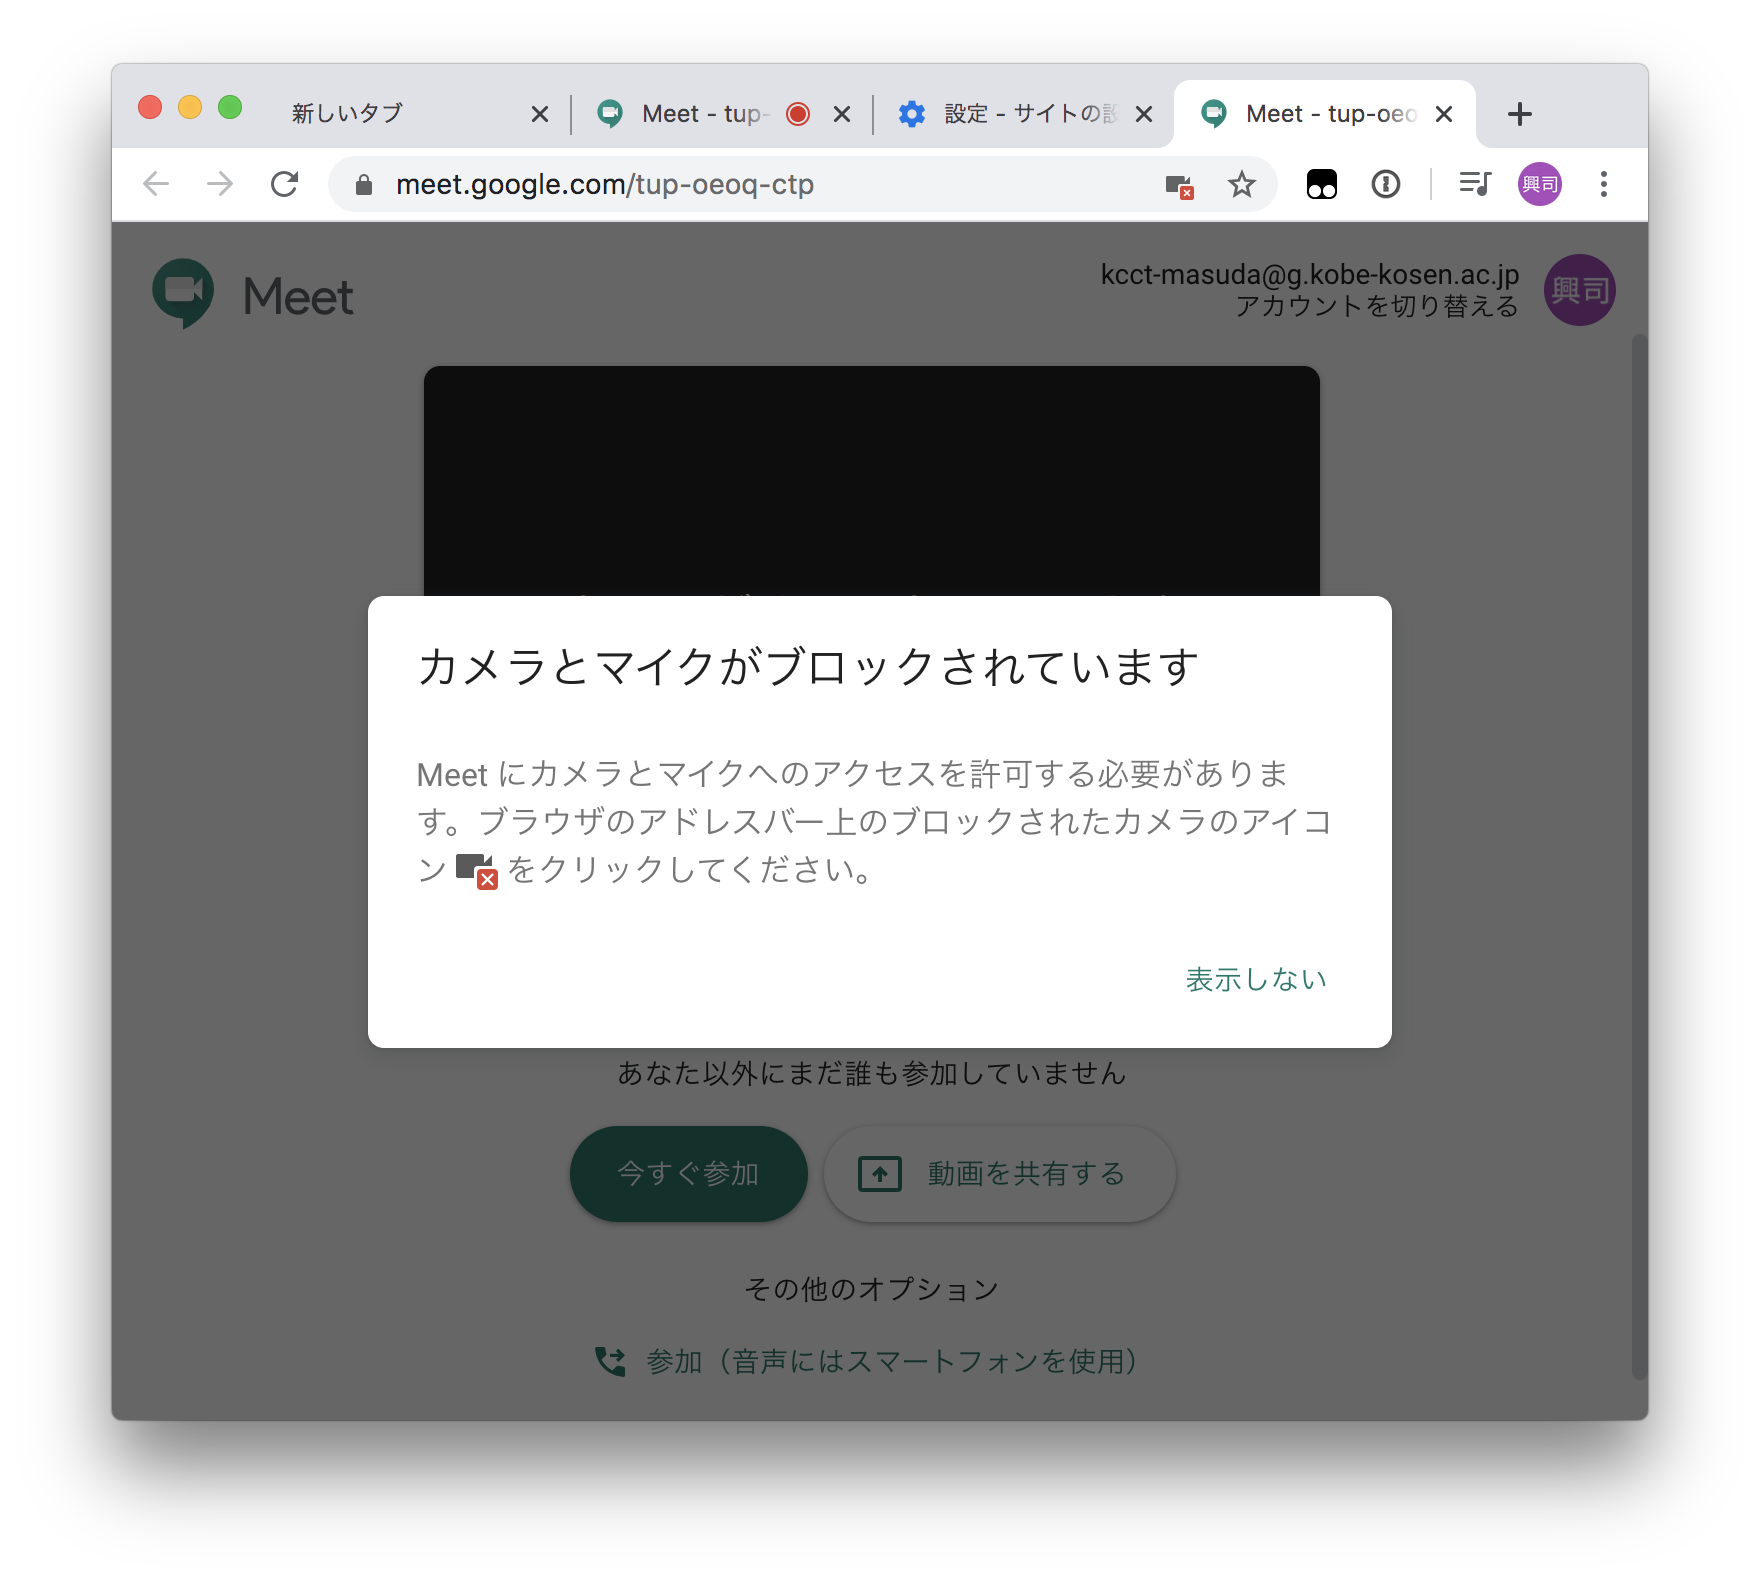 新しいタブ
Meet - tup-
設定 - サイトの設
Meet - tup-oeo
meet.google.com/tup-oeoq-ctp
興司
Meet
kcct-masuda@g.kobe-kosen.ac.jp
アカウントを切り替える
興司
カメラとマイクがブロックされています
Meet にカメラとマイクへのアクセスを許可する必要がありま
す。ブラウザのアドレスバー上のブロックされたカメラのアイコ
ン をクリックしてください。
表示しない
あなた以外にまだ誰も参加していません
今すぐ参加
動画を共有する
その他のオプション
参加（音声にはスマートフォンを使用）